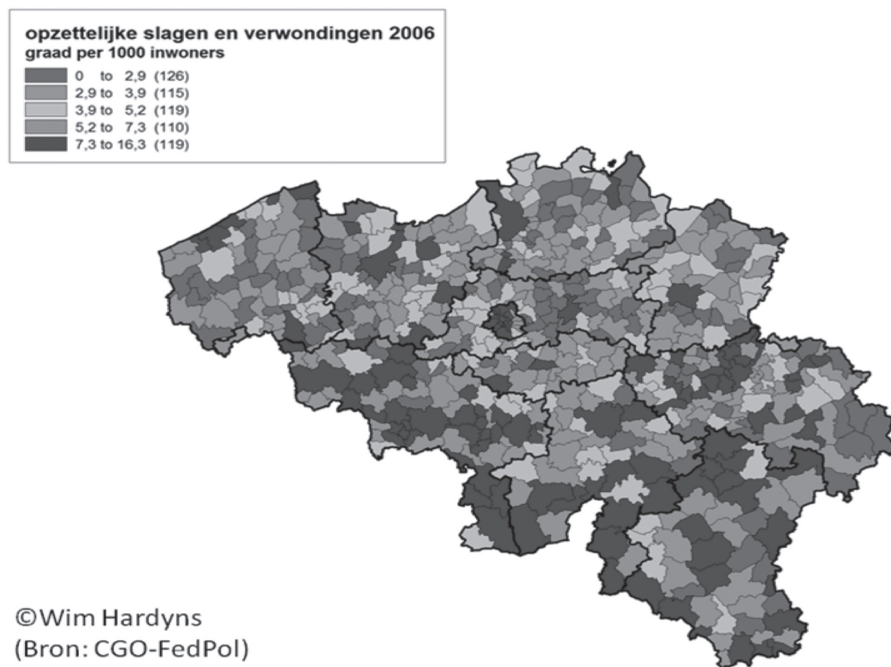 opzettelijke slagen en verwondingen 2006
graad per 1000 inwoners
0 to 2,9 (126)
2,9 to 3,9 (115)
3,9 to 5,2 (119)
5,2 to 7,3 (110)
7,3 to 16,3 (119)
©Wim Hardyns
(Bron: CGO-FedPol)